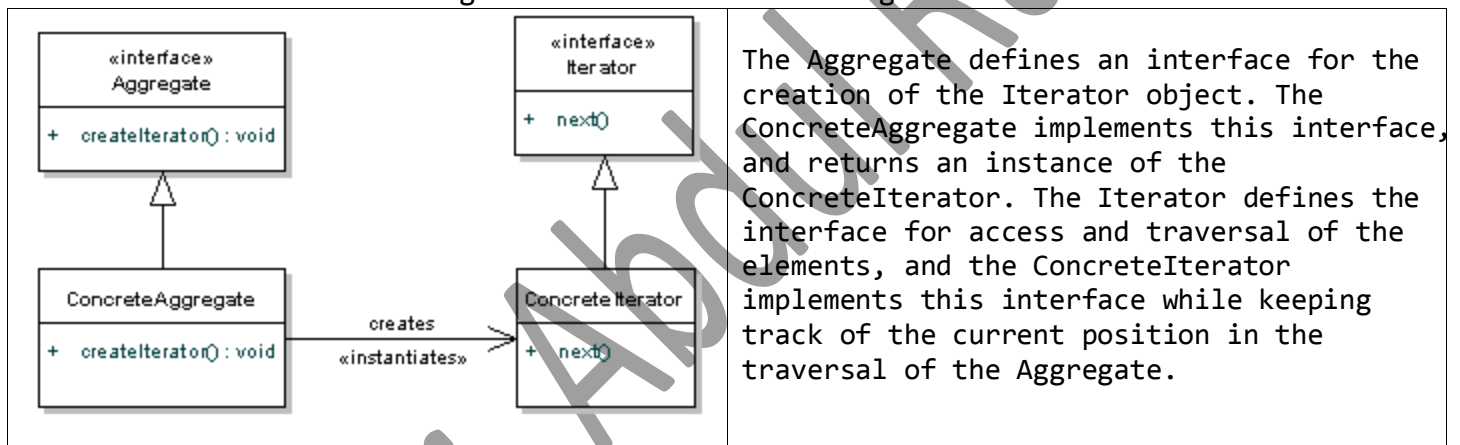 «interface»
Aggregate
+ createIterator() : void
«interface»
Iterator
+ next()
ConcreteAggregate
+ createIterator() : void
creates
«instantiates»
ConcreteIterator
+ next()
The Aggregate defines an interface for the
creation of the Iterator object. The
ConcreteAggregate implements this interface,
and returns an instance of the
ConcreteIterator. The Iterator defines the
interface for access and traversal of the
elements, and the ConcreteIterator
implements this interface while keeping
track of the current position in the
traversal of the Aggregate.
Abdul